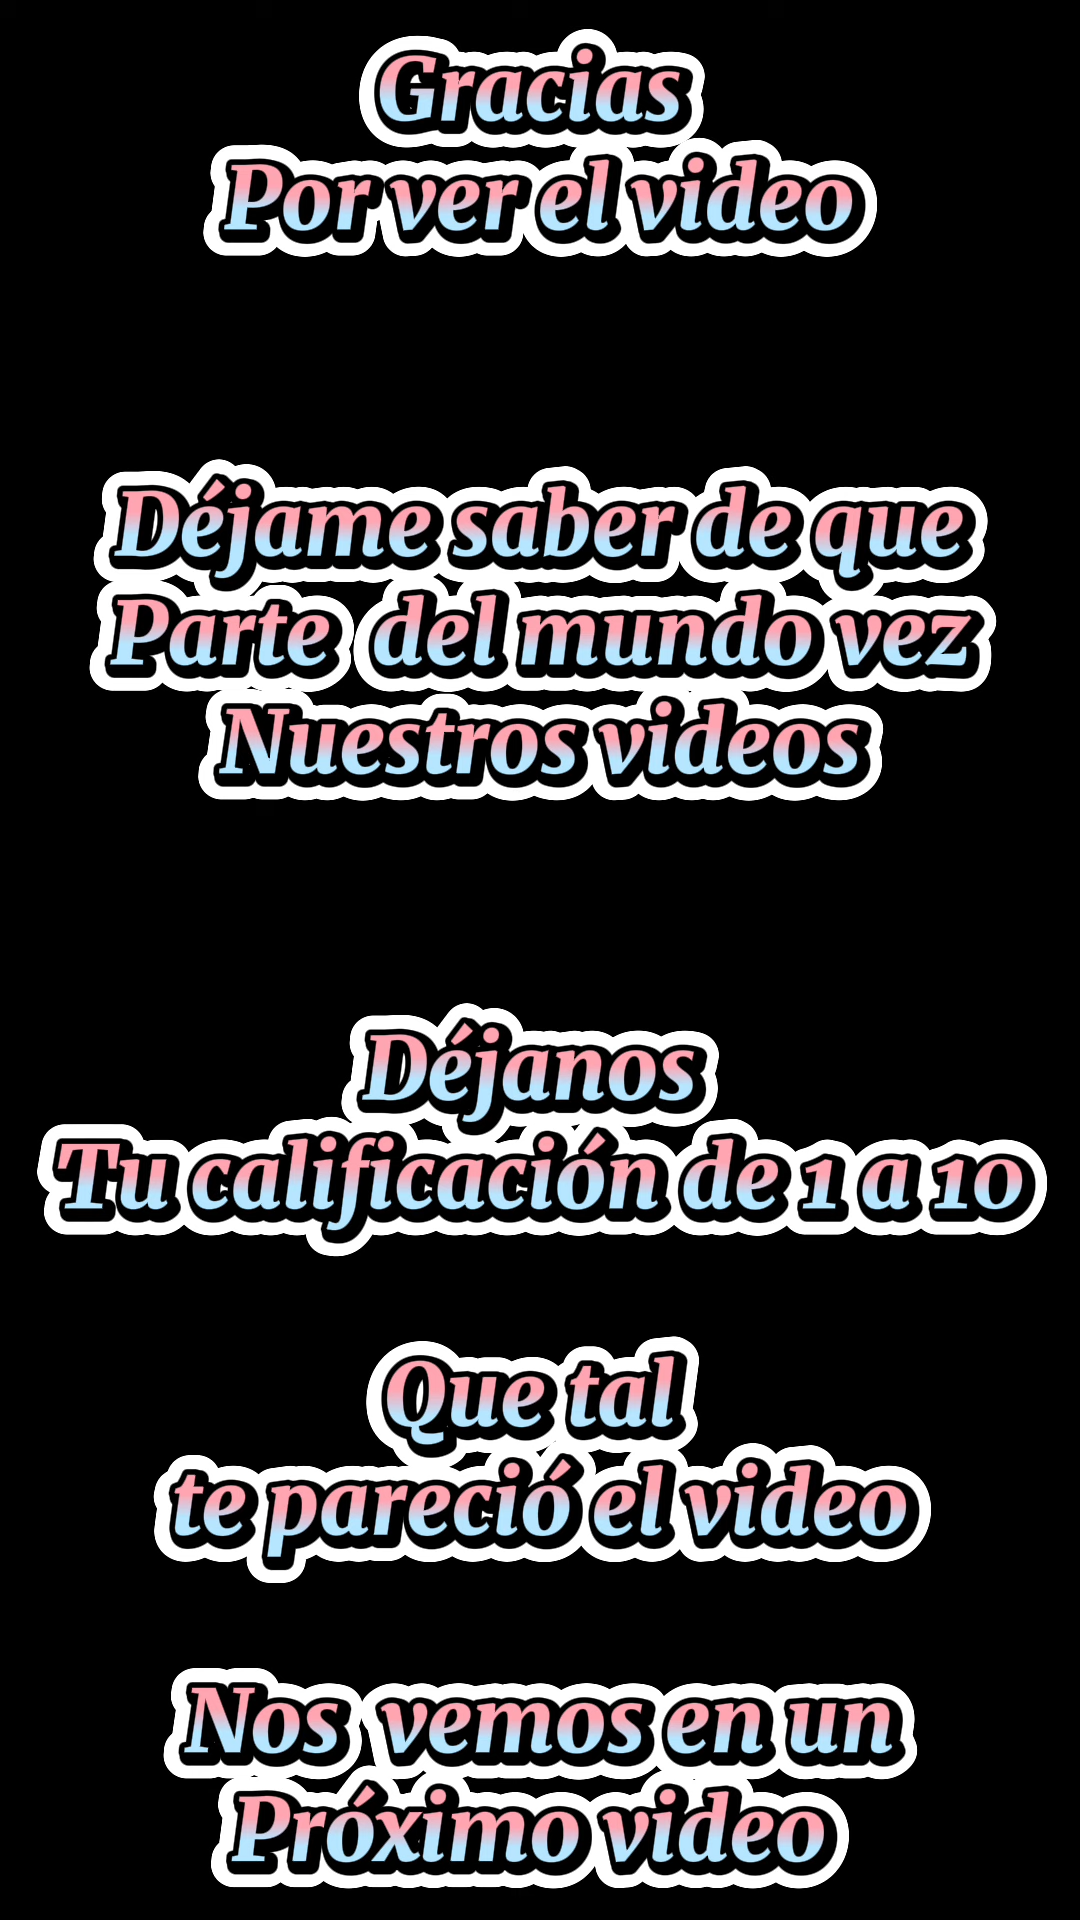 Gracias
Por ver el video
Déjame saber de que
Parte del mundo vez
Nuestros videos
Déjanos
Tu calificación de 1 a 10
Que tal
te pareció el video
Nos vemos en un
Próximo video